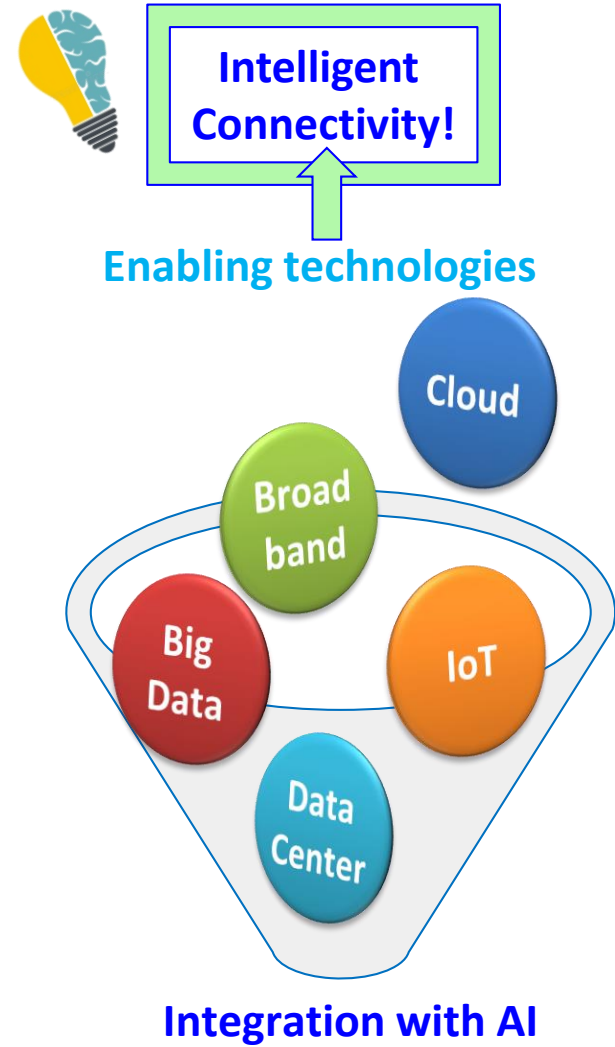 Intelligent
Connectivity!
Enabling technologies
Cloud
Broad
band
Big
Data
IoT
Data
Center
Integration with AI